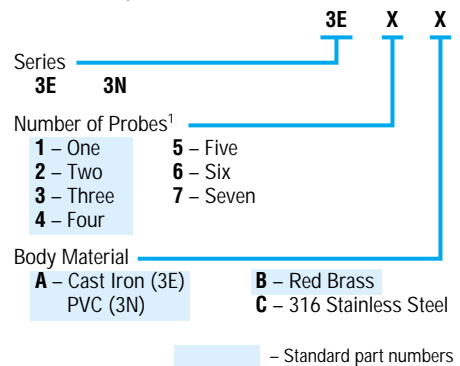 3E X X
Series
3E 3N
Number of Probes1
1 – One 5 – Five
2 – Two 6 – Six
3 – Three 7 – Seven
4 – Four
Body Material
A – Cast Iron (3E) B – Red Brass
PVC (3N) C – 316 Stainless Steel
– Standard part numbers